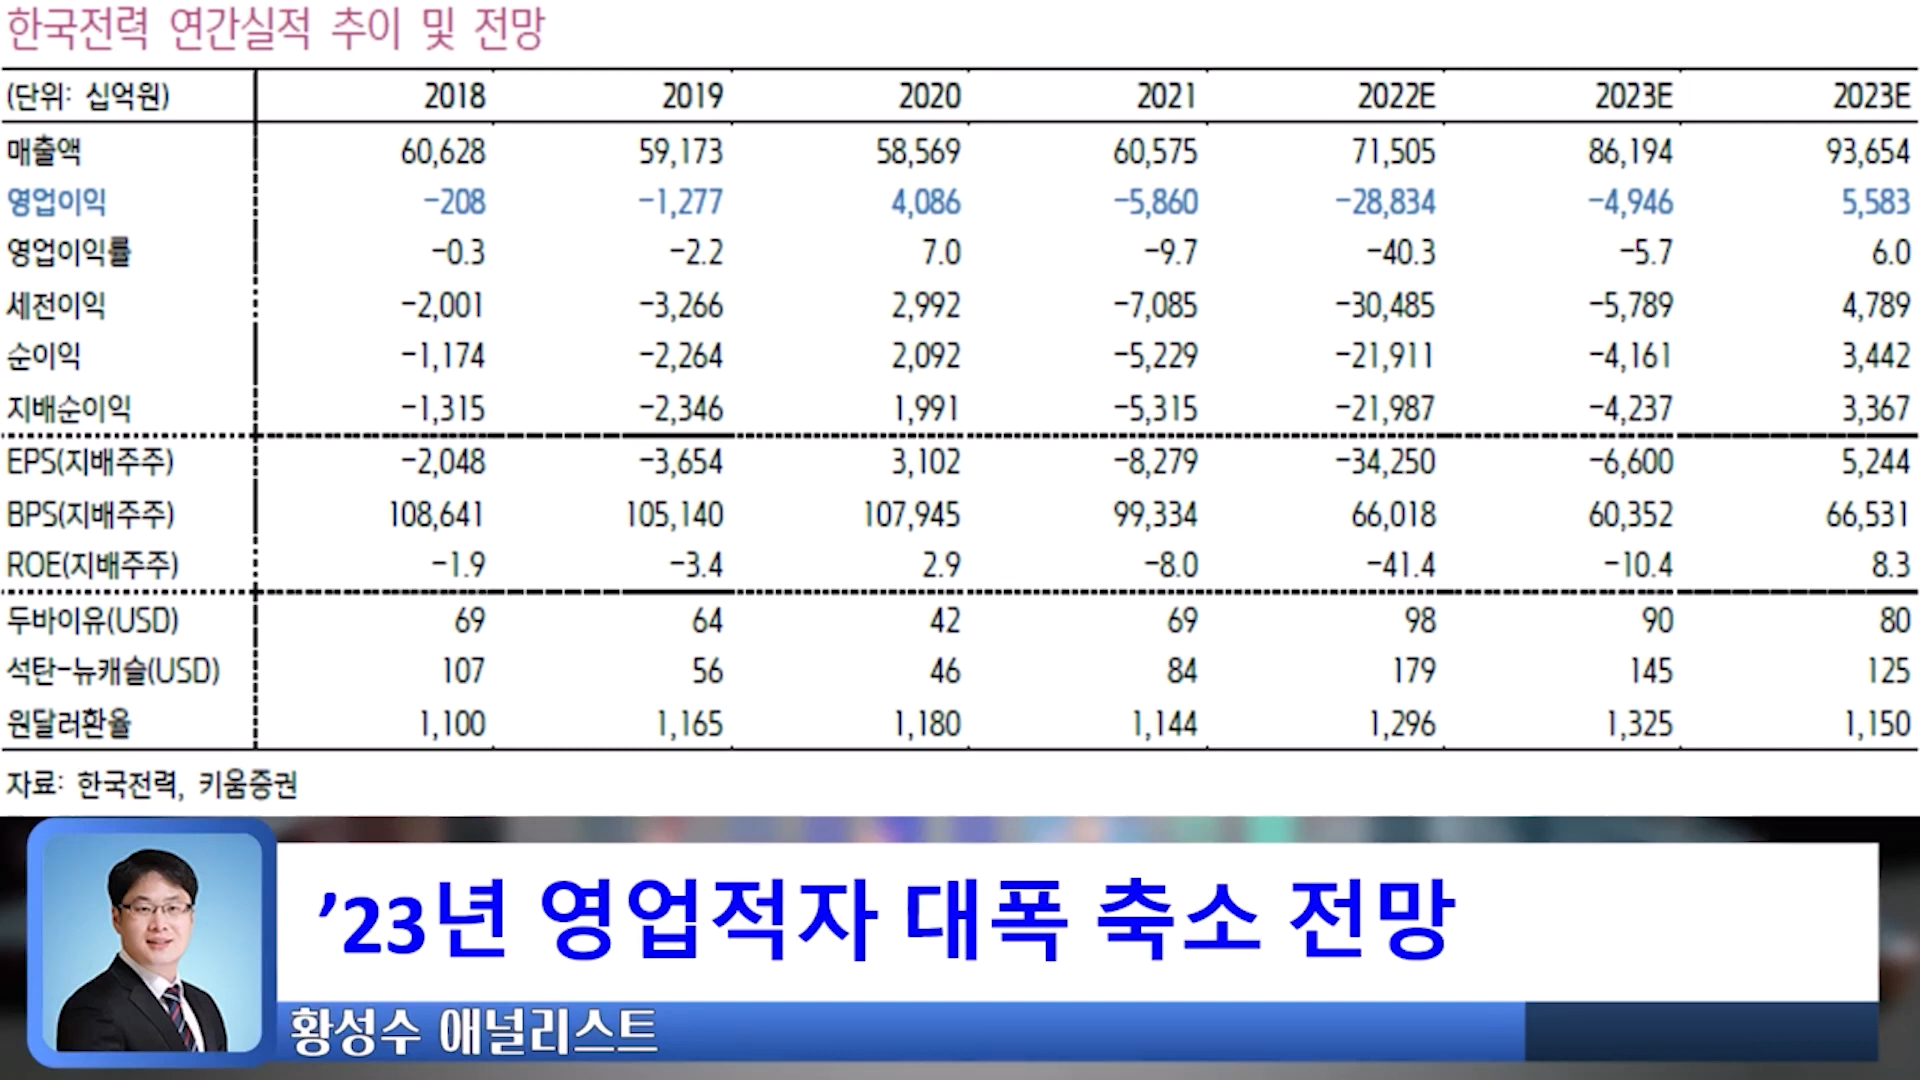 한국전력 연간실적 추이 및 전망
(단위: 십억원) 2018 2019 2020 2021 2022E 2023E 2023E
매출액 60,628 59,173 58,569 60,575 71,505 86,194 93,654
영업이익 -208 -1,277 4,086 -5,860 -28,834 -4,946 5,583
영업이익률 -0.3 -2.2 7.0 -9.7 -40.3 -5.7 6.0
세전이익 -2,001 -3,266 2,992 -7,085 -30,485 -5,789 4,789
순이익 -1,174 -2,264 2,092 -5,229 -21,911 -4,161 3,442
지배순이익 -1,315 -2,346 1,991 -5,315 -21,987 -4,237 3,367
EPS(지배주주) -2,048 -3,654 3,102 -8,279 -34,250 -6,600 5,244
BPS(지배주주) 108,641 105,140 107,945 99,334 66,018 60,352 66,531
ROE(지배주주) -1.9 -3.4 2.9 -8.0 -41.4 -10.4 8.3
두바이유(USD) 69 64 42 69 98 90 80
석탄-뉴캐슬(USD) 107 56 46 84 179 145 125
원달러환율 1,100 1,165 1,180 1,144 1,296 1,325 1,150
자료: 한국전력, 키움증권
’23년 영업적자 대폭 축소 전망
황성수 애널리스트